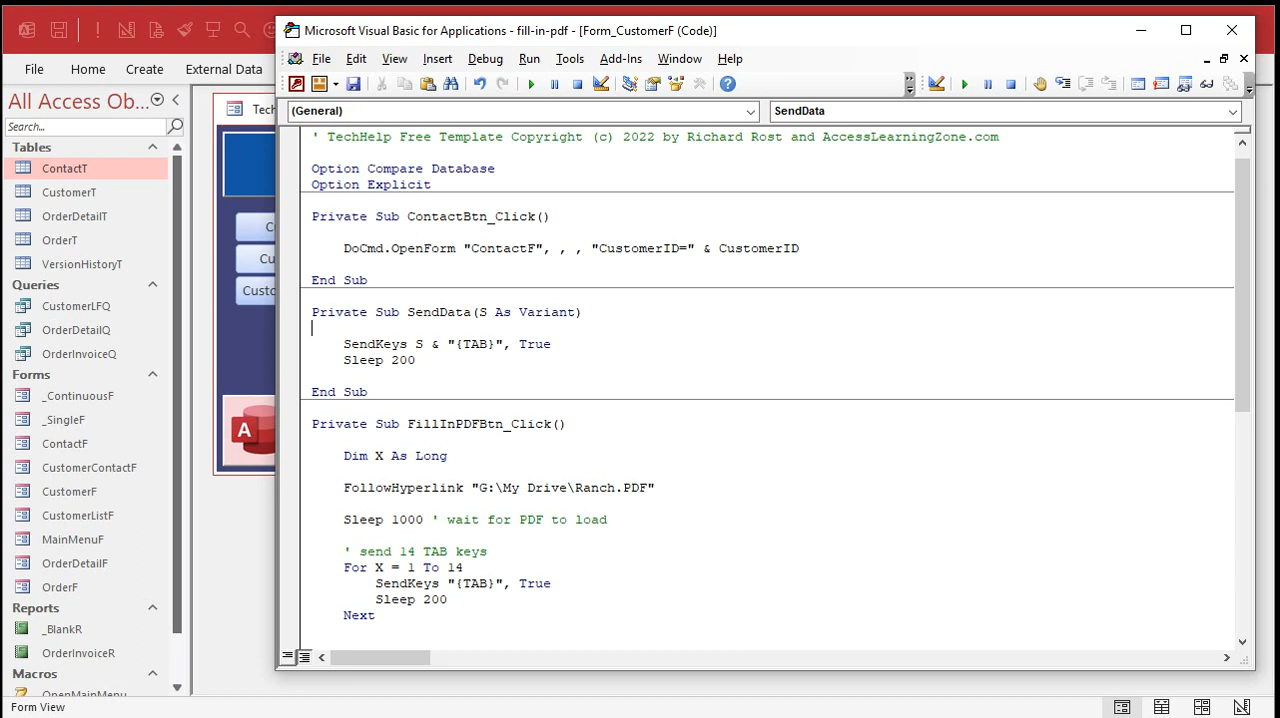 Microsoft Visual Basic for Applications - fill-in-pdf - [Form_CustomerF (Code)]
File Home Create External Data
File Edit View Insert Debug Run Tools Add-Ins Window Help
All Access Ob...
Search...
Tables
ContactT
CustomerT
OrderDetailT
OrderT
VersionHistoryT
Queries
CustomerLFQ
OrderDetailQ
OrderInvoiceQ
Forms
_ContinuousF
_SingleF
ContactF
CustomerContactF
CustomerF
CustomerListF
MainMenuF
OrderDetailF
OrderF
Reports
_BlankR
OrderInvoiceR
Macros
OpenMainMenu
Tech
Cu
Cu
Custo
A
(General) SendData
' TechHelp Free Template Copyright (c) 2022 by Richard Rost and AccessLearningZone.com
Option Compare Database
Option Explicit
Private Sub ContactBtn_Click()
DoCmd.OpenForm "ContactF", , , "CustomerID=" & CustomerID
End Sub
Private Sub SendData(S As Variant)
SendKeys S & "{TAB}", True
Sleep 200
End Sub
Private Sub FillInPDFBtn_Click()
Dim X As Long
FollowHyperlink "G:\My Drive\Ranch.PDF"
Sleep 1000 ' wait for PDF to load
' send 14 TAB keys
For X = 1 To 14
SendKeys "{TAB}", True
Sleep 200
Next
Form View